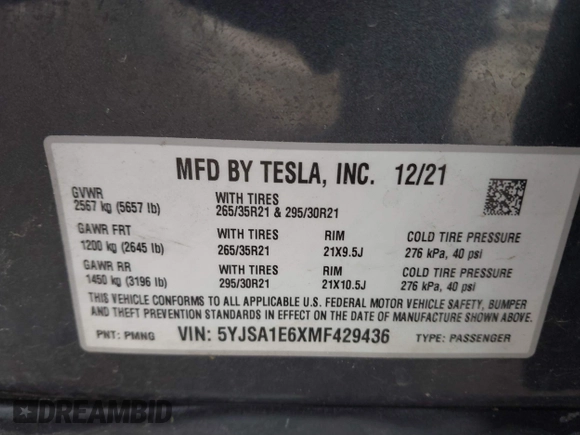 MFD BY TESLA, INC. 12/21
GVWR
2567 kg (5657 lb)
WITH TIRES
265/35R21 & 295/30R21
GAWR FRT
1200 kg (2645 lb)
WITH TIRES
265/35R21
RIM
21X9.5J
COLD TIRE PRESSURE
276 kPa, 40 psi
GAWR RR
1450 kg (3196 lb)
WITH TIRES
295/30R21
RIM
21X10.5J
COLD TIRE PRESSURE
276 kPa, 40 psi
THIS VEHICLE CONFORMS TO ALL APPLICABLE U.S. FEDERAL MOTOR VEHICLE SAFETY, BUMPER
AND THEFT PREVENTION STANDARDS IN EFFECT ON THE DATE OF MANUFACTURE SHOWN ABOVE.
PNT: PMNG
VIN: 5YJSA1E6XMF429436
TYPE: PASSENGER
DREAMBID